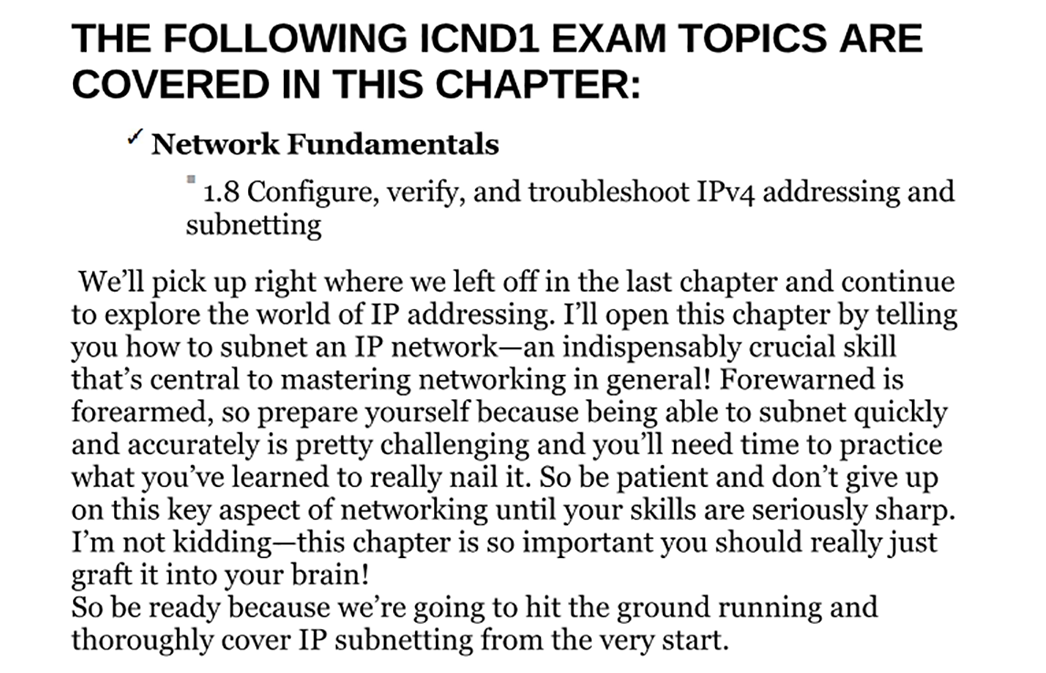 THE FOLLOWING ICND1 EXAM TOPICS ARE
COVERED IN THIS CHAPTER:
✓ Network Fundamentals
▪ 1.8 Configure, verify, and troubleshoot IPv4 addressing and
subnetting
We’ll pick up right where we left off in the last chapter and continue
to explore the world of IP addressing. I’ll open this chapter by telling
you how to subnet an IP network—an indispensably crucial skill
that’s central to mastering networking in general! Forewarned is
forearmed, so prepare yourself because being able to subnet quickly
and accurately is pretty challenging and you’ll need time to practice
what you’ve learned to really nail it. So be patient and don’t give up
on this key aspect of networking until your skills are seriously sharp.
I’m not kidding—this chapter is so important you should really just
graft it into your brain!
So be ready because we’re going to hit the ground running and
thoroughly cover IP subnetting from the very start.